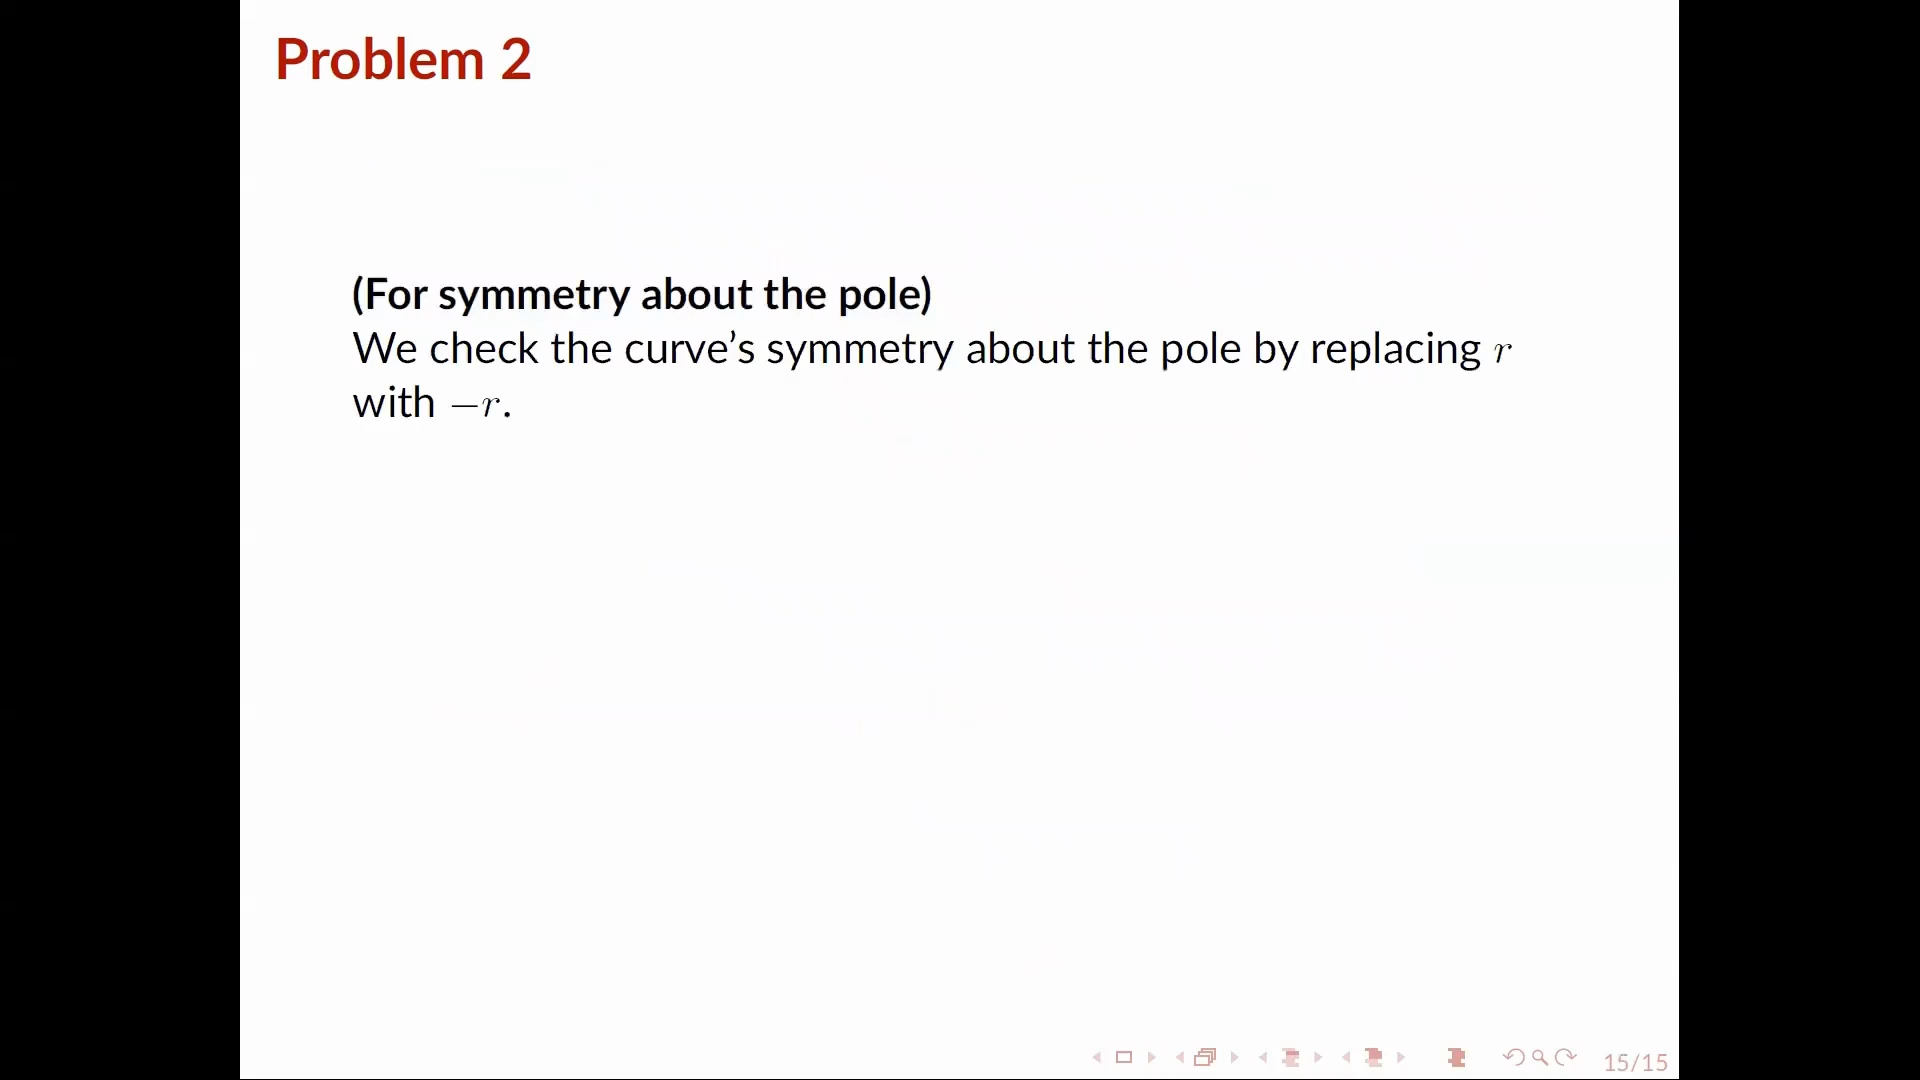 Problem 2
(For symmetry about the pole)
We check the curve’s symmetry about the pole by replacing r
with −r.
15/15